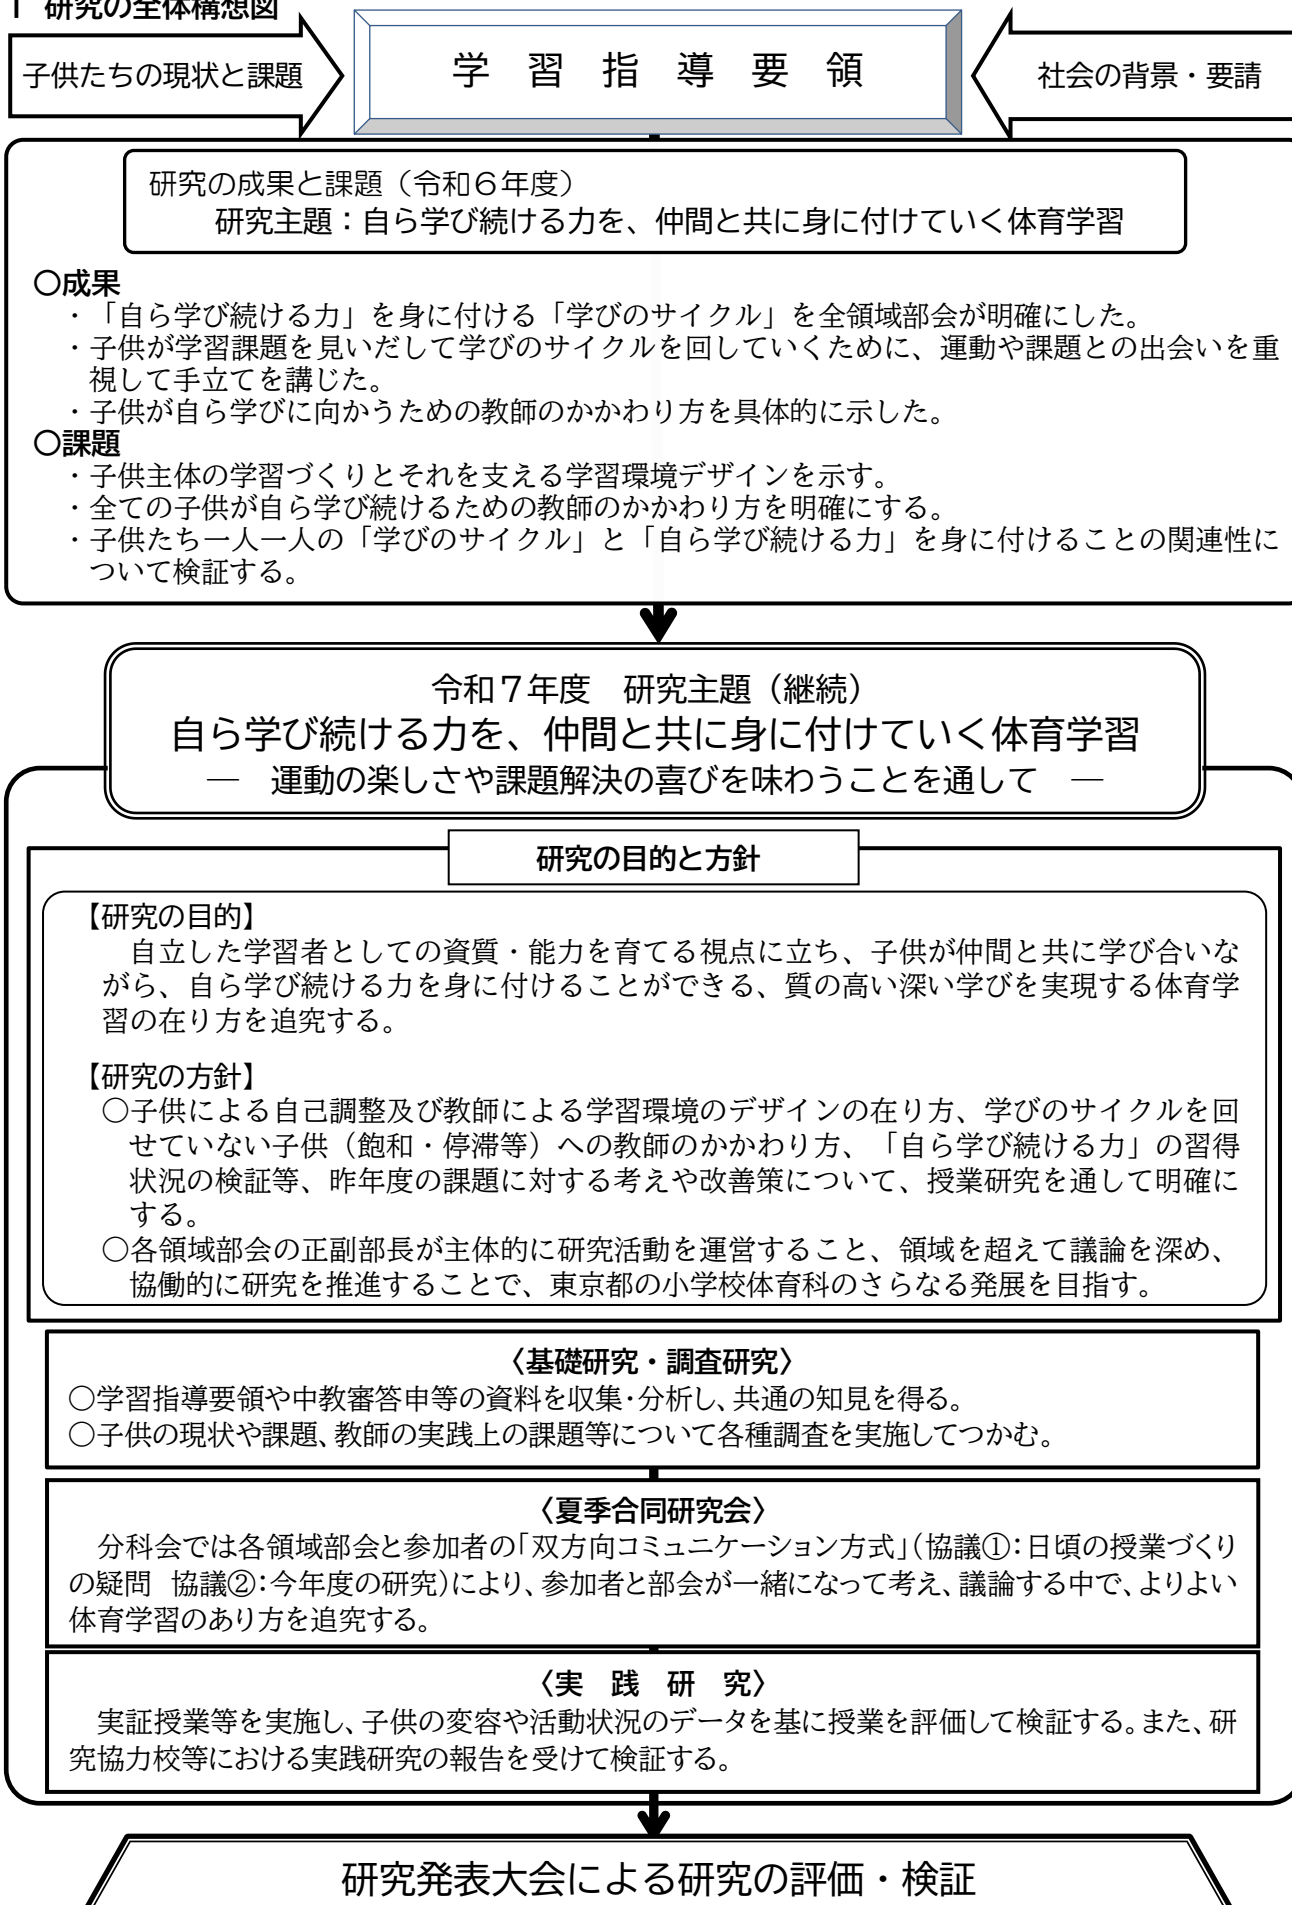 1 研究の全体構想図
子供たちの現状と課題
学 習 指 導 要 領
社会の背景・要請
研究の成果と課題（令和６年度）
研究主題：自ら学び続ける力を、仲間と共に身に付けていく体育学習
○成果
・「自ら学び続ける力」を身に付ける「学びのサイクル」を全領域部会が明確にした。
・子供が学習課題を見いだして学びのサイクルを回していくために、運動や課題との出会いを重
視して手立てを講じた。
・子供が自ら学びに向かうための教師のかかわり方を具体的に示した。
○課題
・子供主体の学習づくりとそれを支える学習環境デザインを示す。
・全ての子供が自ら学び続けるための教師のかかわり方を明確にする。
・子供たち一人一人の「学びのサイクル」と「自ら学び続ける力」を身に付けることの関連性に
ついて検証する。
令和７年度　研究主題（継続）
自ら学び続ける力を、仲間と共に身に付けていく体育学習
―　運動の楽しさや課題解決の喜びを味わうことを通して　―
研究の目的と方針
【研究の目的】
自立した学習者としての資質・能力を育てる視点に立ち、子供が仲間と共に学び合いな
がら、自ら学び続ける力を身に付けることができる、質の高い深い学びを実現する体育学
習の在り方を追究する。
【研究の方針】
○子供による自己調整及び教師による学習環境のデザインの在り方、学びのサイクルを回
せていない子供（飽和・停滞等）への教師のかかわり方、「自ら学び続ける力」の習得
状況の検証等、昨年度の課題に対する考えや改善策について、授業研究を通して明確に
する。
○各領域部会の正副部長が主体的に研究活動を運営すること、領域を超えて議論を深め、
協働的に研究を推進することで、東京都の小学校体育科のさらなる発展を目指す。
〈基礎研究・調査研究〉
○学習指導要領や中教審答申等の資料を収集・分析し、共通の知見を得る。
○子供の現状や課題、教師の実践上の課題等について各種調査を実施してつかむ。
〈夏季合同研究会〉
分科会では各領域部会と参加者の「双方向コミュニケーション方式」（協議①：日頃の授業づくり
の疑問　協議②：今年度の研究）により、参加者と部会が一緒になって考え、議論する中で、よりよい
体育学習のあり方を追究する。
〈実　践　研　究〉
実証授業等を実施し、子供の変容や活動状況のデータを基に授業を評価して検証する。また、研
究協力校等における実践研究の報告を受けて検証する。
研究発表大会による研究の評価・検証